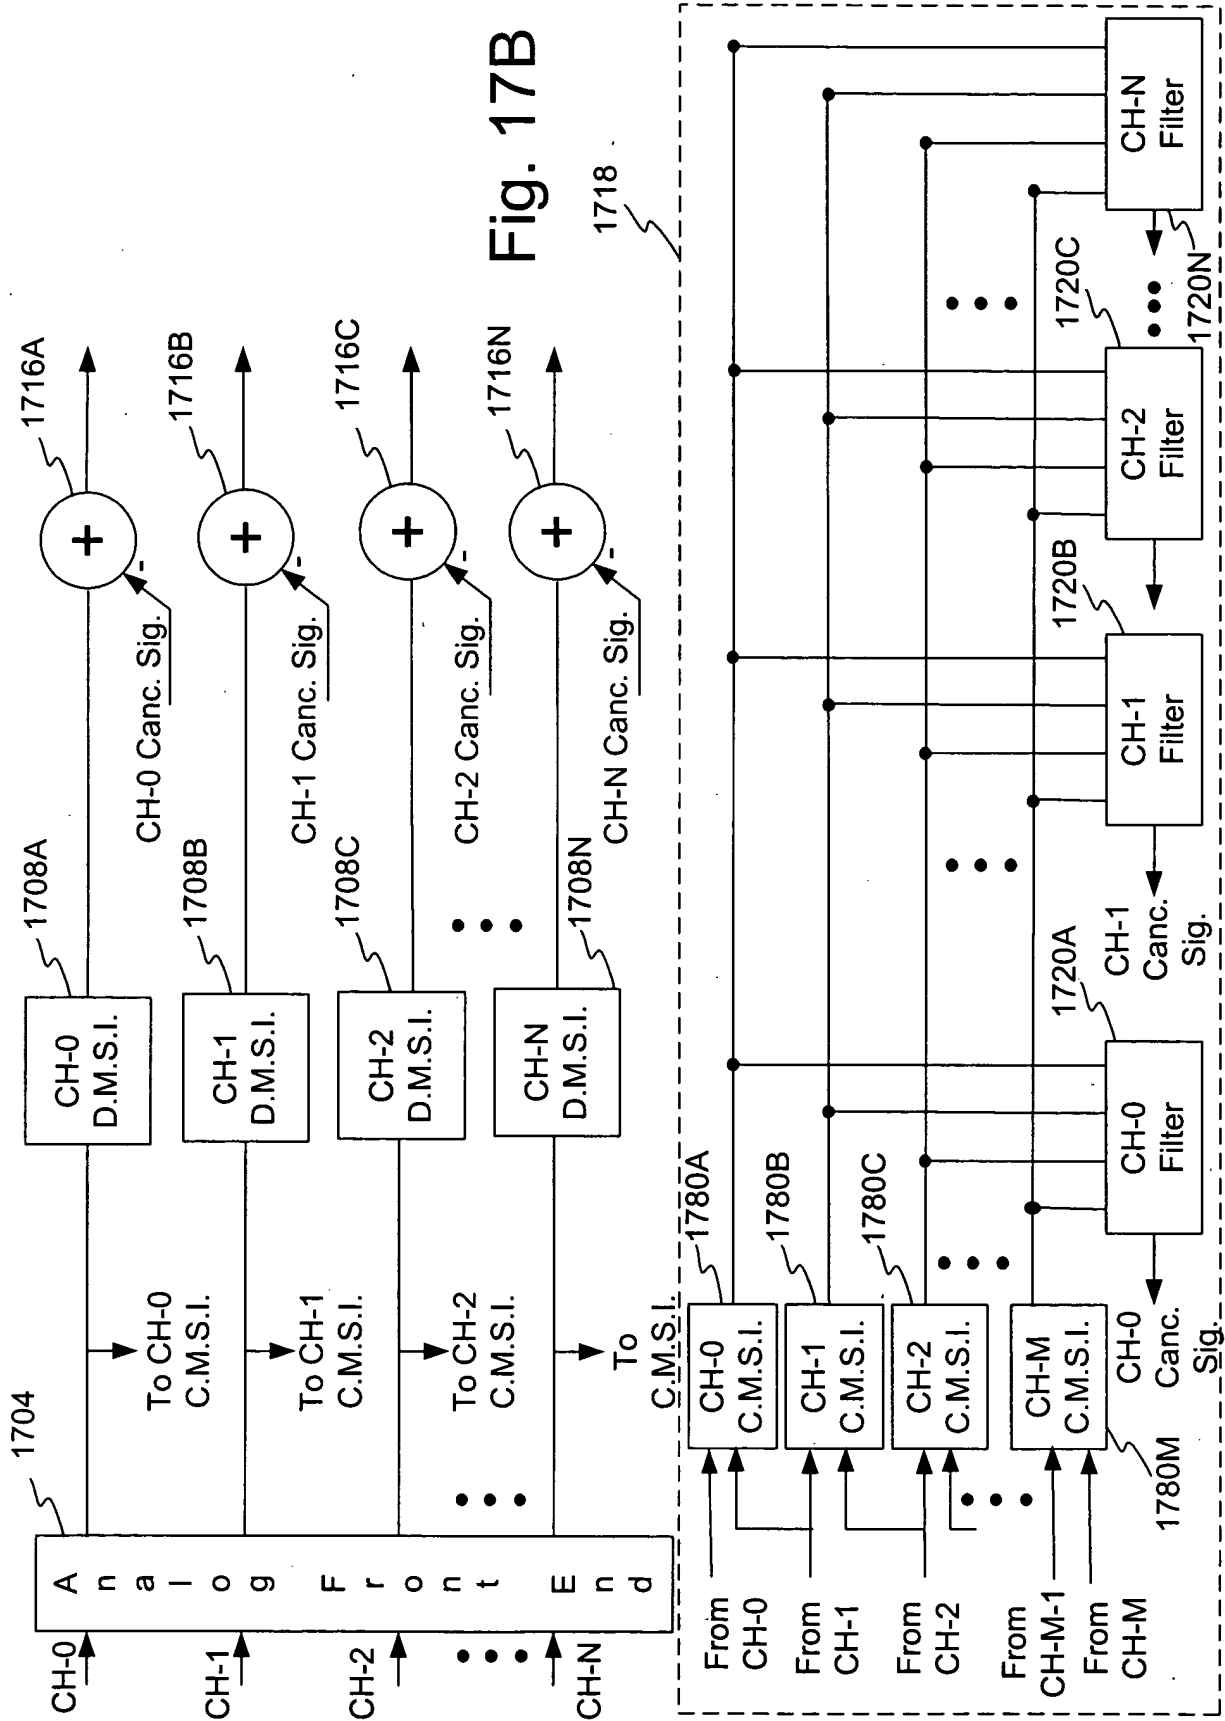 Fig. 17B
CH-0
CH-1
CH-2
CH-N
Analog Front End
1704
To CH-0
C.M.S.I.
To CH-1
C.M.S.I.
To CH-2
C.M.S.I.
To
C.M.S.I.
CH-0
D.M.S.I.
1708A
CH-1
D.M.S.I.
1708B
CH-2
D.M.S.I.
1708C
CH-N
D.M.S.I.
1708N
CH-0 Canc. Sig.
-
+
1716A
CH-1 Canc. Sig.
-
+
1716B
CH-2 Canc. Sig.
-
+
1716C
CH-N Canc. Sig.
-
+
1716N
1718
From
CH-0
From
CH-1
From
CH-2
From
CH-M-1
From
CH-M
CH-0
C.M.S.I.
1780A
CH-1
C.M.S.I.
1780B
CH-2
C.M.S.I.
1780C
CH-M
C.M.S.I.
1780M
CH-0
Canc.
Sig.
CH-0
Filter
1720A
CH-1
Canc.
Sig.
CH-1
Filter
1720B
CH-2
Filter
1720C
CH-N
Filter
1720N